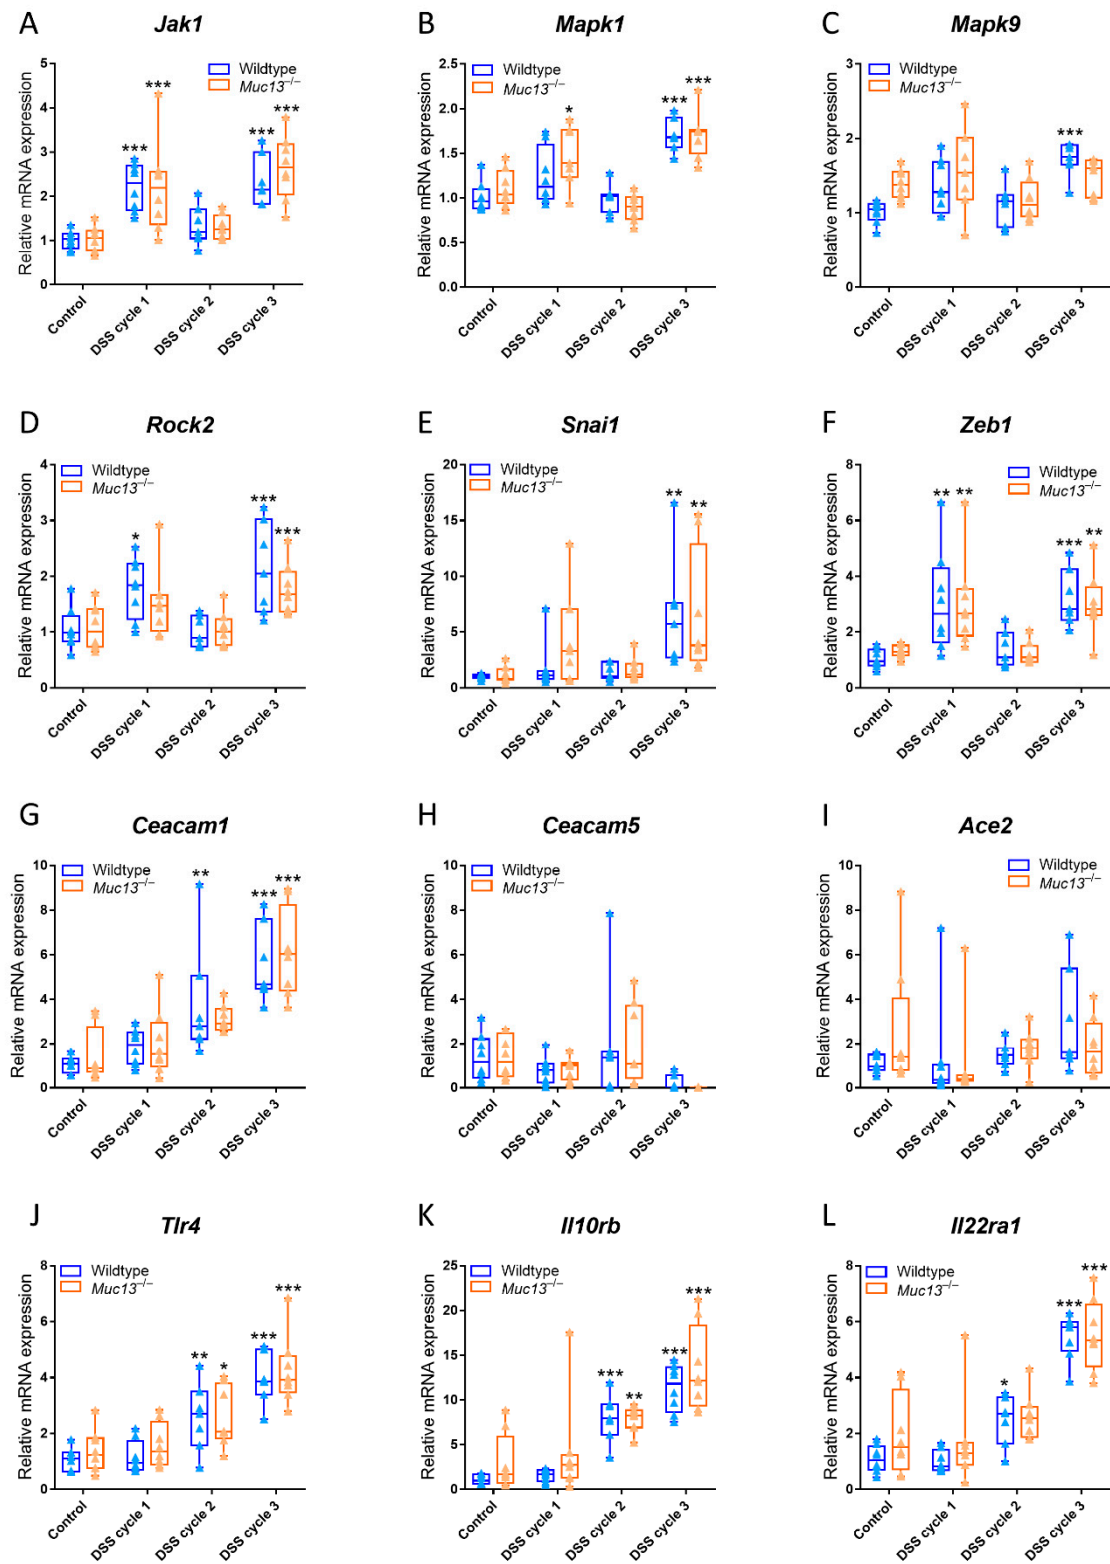 A Jak1
Relative mRNA expression
5
4
3
2
1
0
Wildtype
Muc13–/–
***
***
***
***
Control
DSS cycle 1
DSS cycle 2
DSS cycle 3
B Mapk1
Relative mRNA expression
2.5
2.0
1.5
1.0
0.5
0.0
Wildtype
Muc13–/–
*
***
***
Control
DSS cycle 1
DSS cycle 2
DSS cycle 3
C Mapk9
Relative mRNA expression
3
2
1
0
Wildtype
Muc13–/–
***
Control
DSS cycle 1
DSS cycle 2
DSS cycle 3
D Rock2
Relative mRNA expression
4
3
2
1
0
Wildtype
Muc13–/–
*
***
***
Control
DSS cycle 1
DSS cycle 2
DSS cycle 3
E Snai1
Relative mRNA expression
20
15
10
5
0
Wildtype
Muc13–/–
**
**
Control
DSS cycle 1
DSS cycle 2
DSS cycle 3
F Zeb1
Relative mRNA expression
8
6
4
2
0
Wildtype
Muc13–/–
**
**
***
**
Control
DSS cycle 1
DSS cycle 2
DSS cycle 3
G Ceacam1
Relative mRNA expression
10
8
6
4
2
0
Wildtype
Muc13–/–
**
***
***
Control
DSS cycle 1
DSS cycle 2
DSS cycle 3
H Ceacam5
Relative mRNA expression
10
8
6
4
2
0
Wildtype
Muc13–/–
Control
DSS cycle 1
DSS cycle 2
DSS cycle 3
I Ace2
Relative mRNA expression
10
8
6
4
2
0
Wildtype
Muc13–/–
Control
DSS cycle 1
DSS cycle 2
DSS cycle 3
J Tlr4
Relative mRNA expression
8
6
4
2
0
Wildtype
Muc13–/–
**
*
***
***
Control
DSS cycle 1
DSS cycle 2
DSS cycle 3
K Il10rb
Relative mRNA expression
25
20
15
10
5
0
Wildtype
Muc13–/–
***
**
***
***
Control
DSS cycle 1
DSS cycle 2
DSS cycle 3
L Il22ra1
Relative mRNA expression
8
6
4
2
0
Wildtype
Muc13–/–
*
***
***
Control
DSS cycle 1
DSS cycle 2
DSS cycle 3